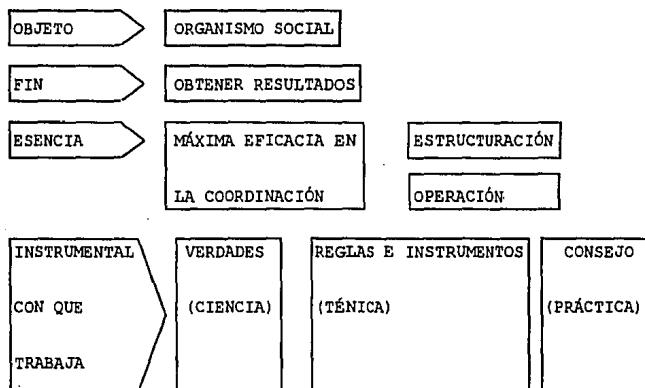 OBJETO
ORGANISMO SOCIAL
FIN
OBTENER RESULTADOS
ESENCIA
MÁXIMA EFICACIA EN
LA COORDINACIÓN
ESTRUCTURACIÓN
OPERACIÓN
INSTRUMENTAL
CON QUE
TRABAJA
VERDADES
(CIENCIA)
REGLAS E INSTRUMENTOS
(TÉNICA)
CONSEJO
(PRÁCTICA)